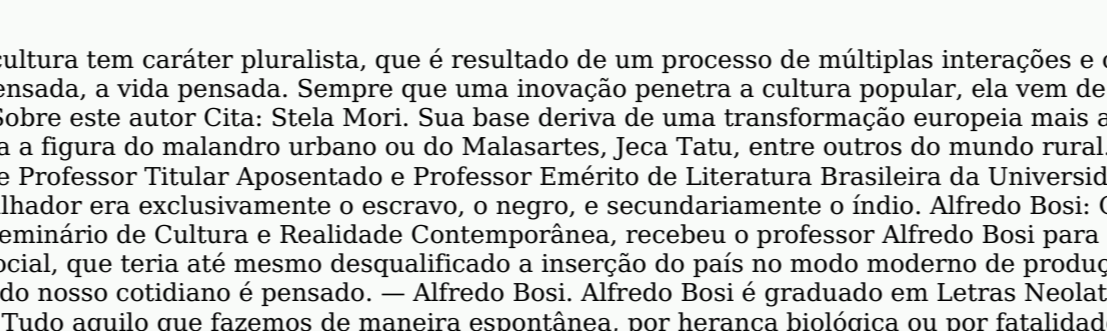 cultura tem caráter pluralista, que é resultado de um processo de múltiplas interações e
ensada, a vida pensada. Sempre que uma inovação penetra a cultura popular, ela vem de
Sobre este autor Cita: Stela Mori. Sua base deriva de uma transformação europeia mais a
a a figura do malandro urbano ou do Malasartes, Jeca Tatu, entre outros do mundo rural.
e Professor Titular Aposentado e Professor Emérito de Literatura Brasileira da Universid
lhador era exclusivamente o escravo, o negro, e secundariamente o índio. Alfredo Bosi:
eminário de Cultura e Realidade Contemporânea, recebeu o professor Alfredo Bosi para
ocial, que teria até mesmo desqualificado a inserção do país no modo moderno de produç
do nosso cotidiano é pensado. — Alfredo Bosi. Alfredo Bosi é graduado em Letras Neolat
Tudo aquilo que fazemos de maneira espontânea, por herança biológica ou por fatalidad